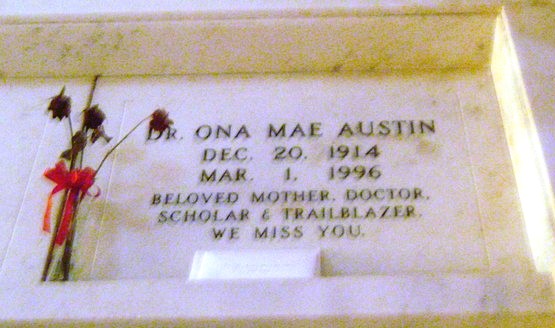 DR. ONA MAE AUSTIN
DEC. 20, 1914
MAR. 1, 1996
BELOVED MOTHER, DOCTOR,
SCHOLAR & TRAILBLAZER.
WE MISS YOU.